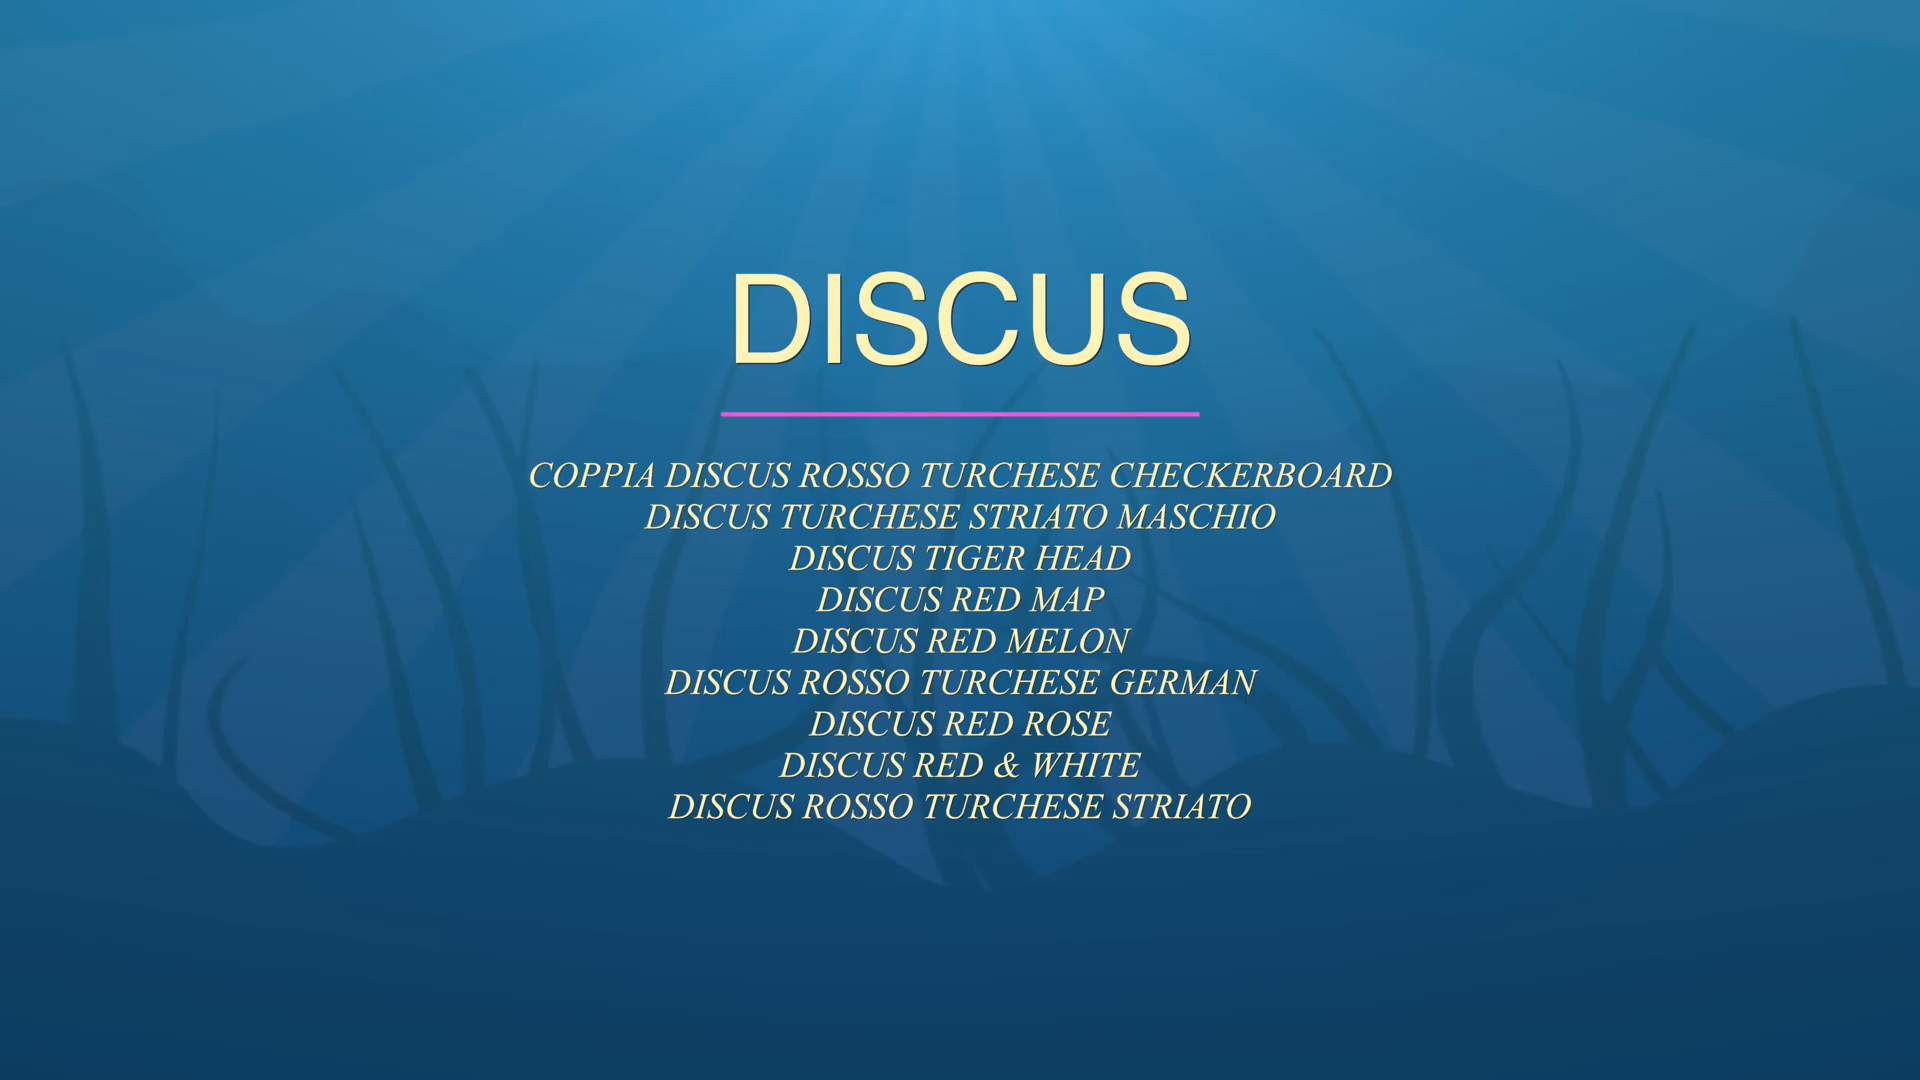 DISCUS
COPPIA DISCUS ROSSO TURCHESE CHECKERBOARD
DISCUS TURCHESE STRIATO MASCHIO
DISCUS TIGER HEAD
DISCUS RED MAP
DISCUS RED MELON
DISCUS ROSSO TURCHESE GERMAN
DISCUS RED ROSE
DISCUS RED & WHITE
DISCUS ROSSO TURCHESE STRIATO